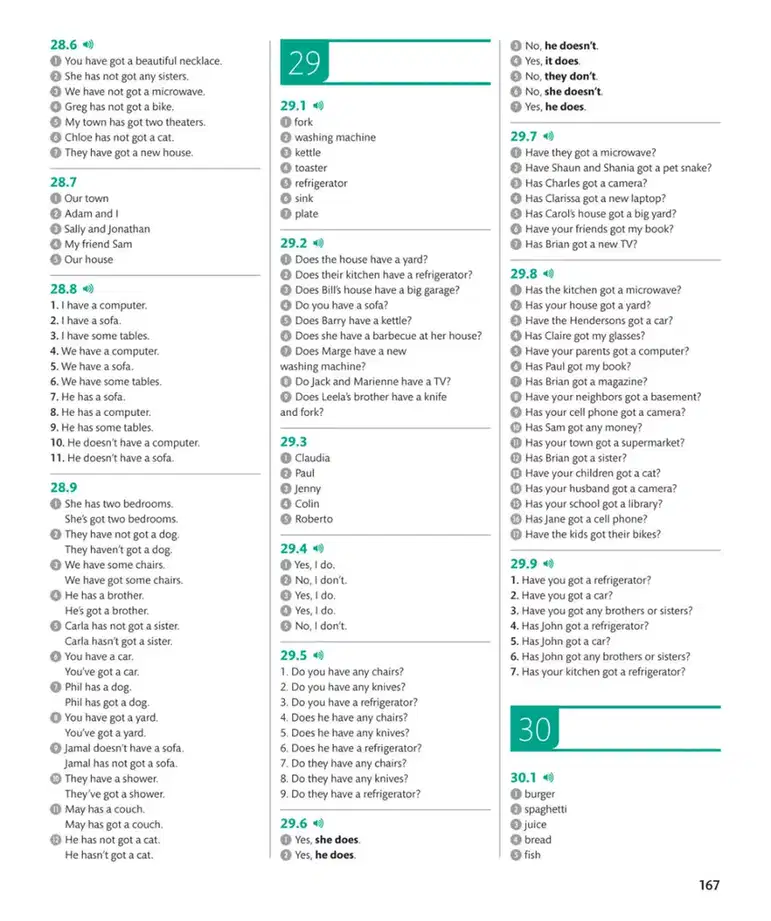 28.6
1 You have got a beautiful necklace.
2 She has not got any sisters.
3 We have not got a microwave.
4 Greg has not got a bike.
5 My town has got two theaters.
6 Chloe has not got a cat.
7 They have got a new house.
28.7
1 Our town
2 Adam and I
3 Sally and Jonathan
4 My friend Sam
5 Our house
28.8
1. I have a computer.
2. I have a sofa.
3. I have some tables.
4. We have a computer.
5. We have a sofa.
6. We have some tables.
7. He has a sofa.
8. He has a computer.
9. He has some tables.
10. He doesn't have a computer.
11. He doesn't have a sofa.
28.9
1 She has two bedrooms.
She's got two bedrooms.
2 They have not got a dog.
They haven't got a dog.
3 We have some chairs.
We have got some chairs.
4 He has a brother.
He's got a brother.
5 Carla has not got a sister.
Carla hasn't got a sister.
6 You have a car.
You've got a car.
7 Phil has a dog.
Phil has got a dog.
8 You have got a yard.
You've got a yard.
9 Jamal doesn't have a sofa.
Jamal has not got a sofa.
10 They have a shower.
They've got a shower.
11 May has a couch.
May has got a couch.
12 He has not got a cat.
He hasn't got a cat.
29
29.1
1 fork
2 washing machine
3 kettle
4 toaster
5 refrigerator
6 sink
7 plate
29.2
1 Does the house have a yard?
2 Does their kitchen have a refrigerator?
3 Does Bill's house have a big garage?
4 Do you have a sofa?
5 Does Barry have a kettle?
6 Does she have a barbecue at her house?
7 Does Marge have a new
washing machine?
8 Do Jack and Marienne have a TV?
9 Does Leela's brother have a knife
and fork?
29.3
1 Claudia
2 Paul
3 Jenny
4 Colin
5 Roberto
29.4
1 Yes, I do.
2 No, I don't.
3 Yes, I do.
4 Yes, I do.
5 No, I don't.
29.5
1. Do you have any chairs?
2. Do you have any knives?
3. Do you have a refrigerator?
4. Does he have any chairs?
5. Does he have any knives?
6. Does he have a refrigerator?
7. Do they have any chairs?
8. Do they have any knives?
9. Do they have a refrigerator?
29.6
1 Yes, she does.
2 Yes, he does.
3 No, he doesn't.
4 Yes, it does.
5 No, they don't.
6 No, she doesn't.
7 Yes, he does.
29.7
1 Have they got a microwave?
2 Have Shaun and Shania got a pet snake?
3 Has Charles got a camera?
4 Has Clarissa got a new laptop?
5 Has Carol's house got a big yard?
6 Have your friends got my book?
7 Has Brian got a new TV?
29.8
1 Has the kitchen got a microwave?
2 Has your house got a yard?
3 Have the Hendersons got a car?
4 Has Claire got my glasses?
5 Have your parents got a computer?
6 Has Paul got my book?
7 Has Brian got a magazine?
8 Have your neighbors got a basement?
9 Has your cell phone got a camera?
10 Has Sam got any money?
11 Has your town got a supermarket?
12 Has Brian got a sister?
13 Have your children got a cat?
14 Has your husband got a camera?
15 Has your school got a library?
16 Has Jane got a cell phone?
17 Have the kids got their bikes?
29.9
1. Have you got a refrigerator?
2. Have you got a car?
3. Have you got any brothers or sisters?
4. Has John got a refrigerator?
5. Has John got a car?
6. Has John got any brothers or sisters?
7. Has your kitchen got a refrigerator?
30
30.1
1 burger
2 spaghetti
3 juice
4 bread
5 fish
167